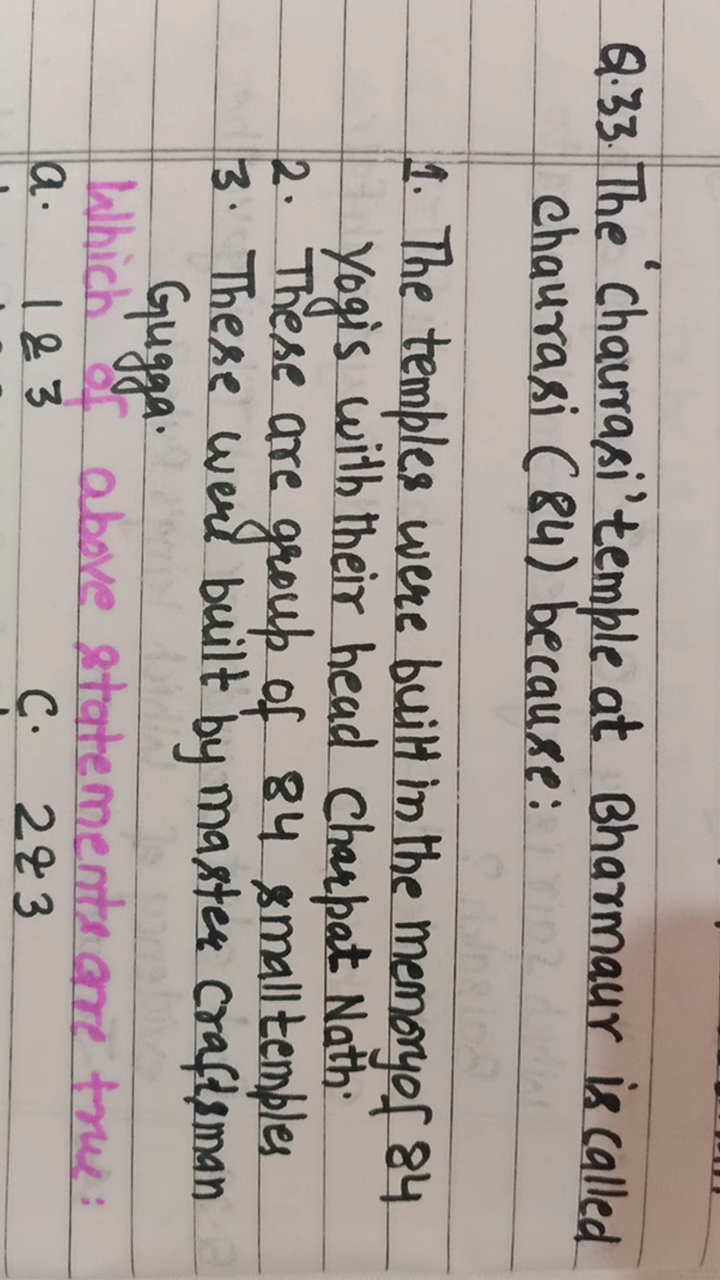 Q.33. The 'Chaurasi' temple at Bharmaur is called
Chaurasi (84) because:
1. The temples were built in the memory of 84
Yogis with their head Charpat Nath.
2. These are group of 84 small temples
3. These were built by master craftsman
Gugga.
Which of above statements are true:
a. 1 & 3 C. 2 & 3